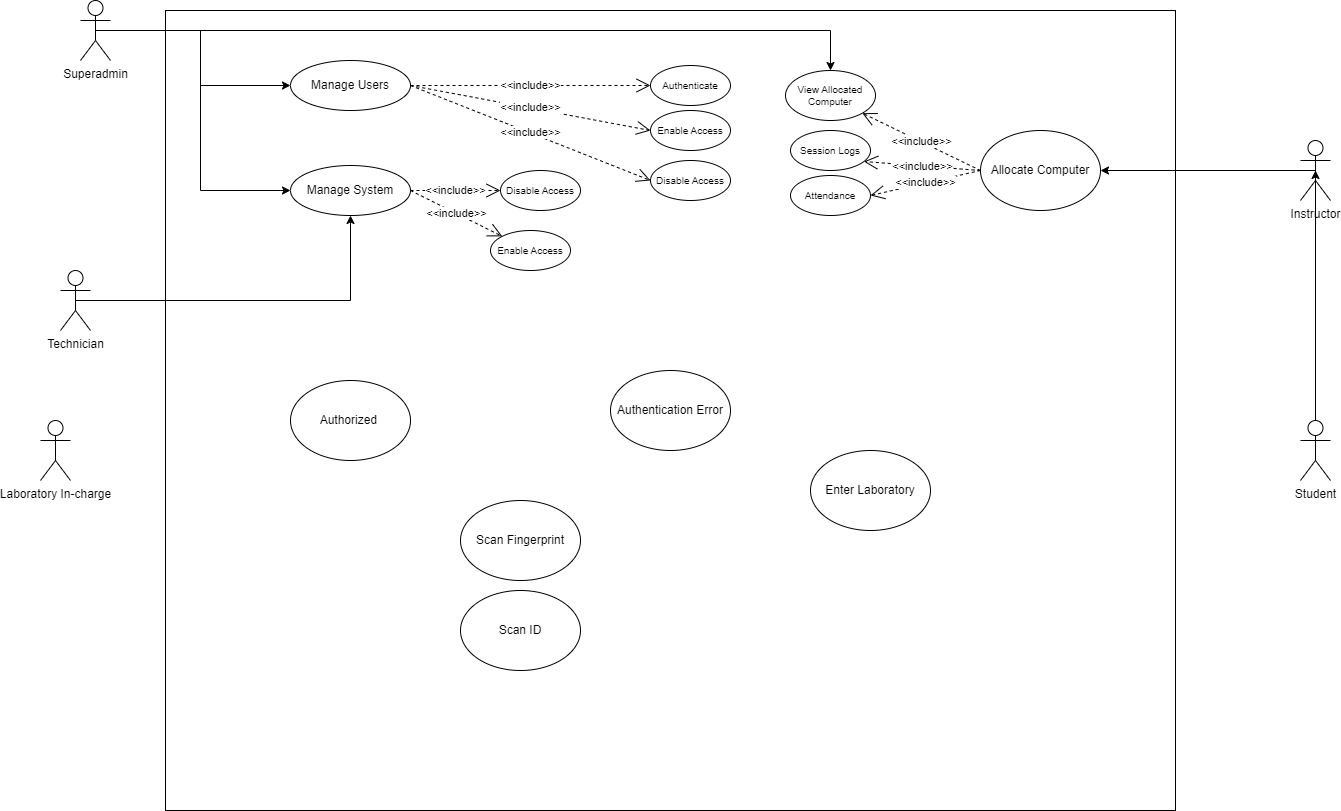 Superadmin
Manage Users
<<include>>
<<include>>
<<include>>
Authenticate
Enable Access
Disable Access
View Allocated
Computer
Session Logs
Attendance
<<include>>
<<include>>
<<include>>
Allocate Computer
Instructor
Manage System
<<include>>
<<include>>
Disable Access
Enable Access
Technician
Authorized
Authentication Error
Laboratory In-charge
Enter Laboratory
Student
Scan Fingerprint
Scan ID